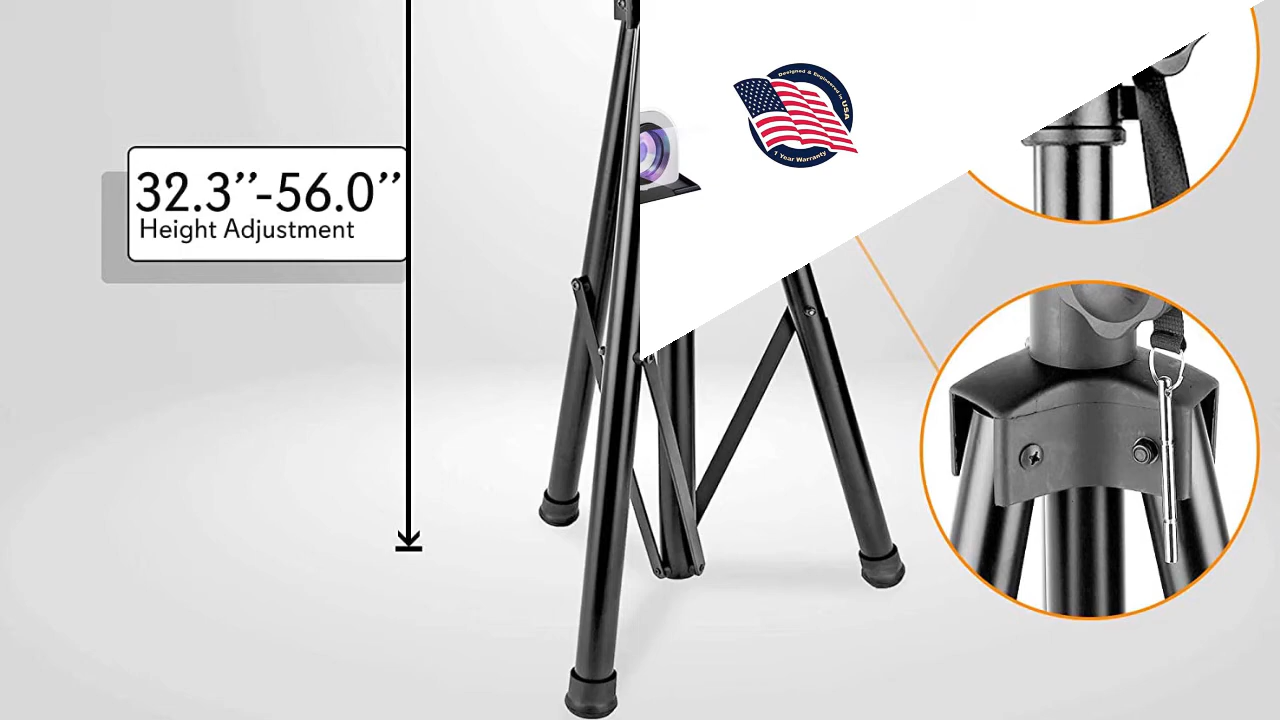 32.3’’-56.0’’
Height Adjustment
Designed & Engineered in USA
1 Year Warranty